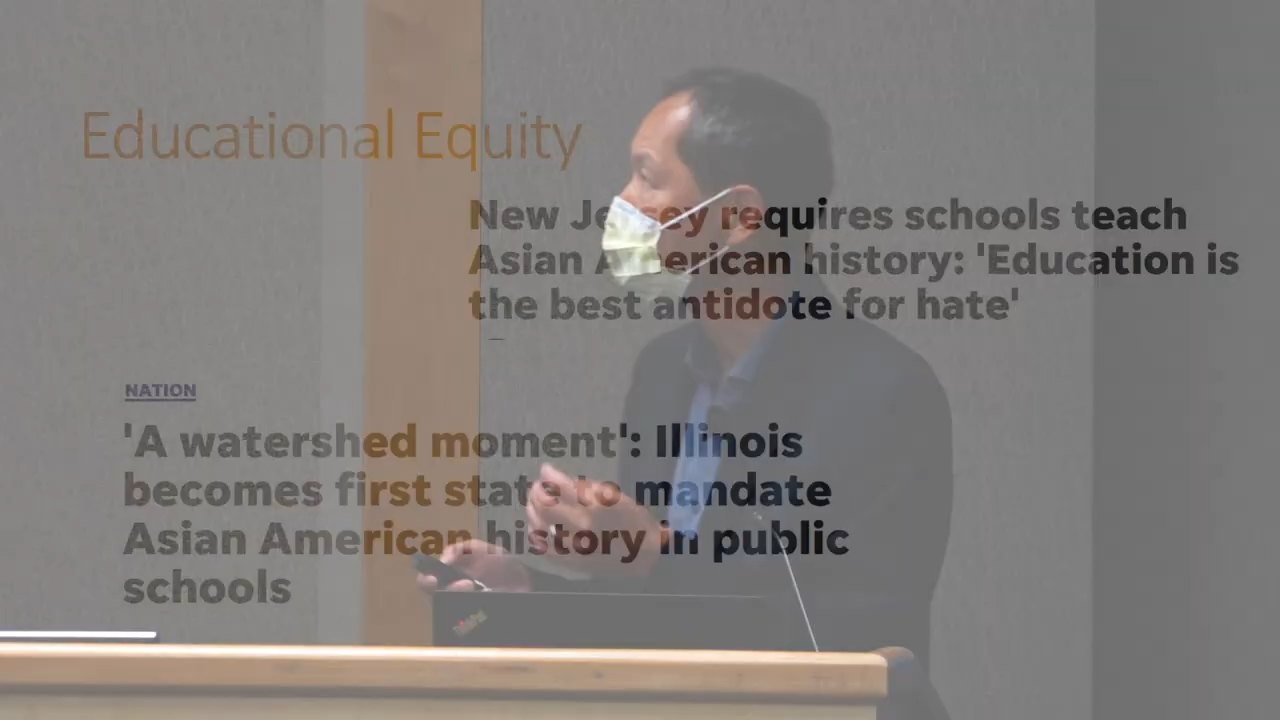 Educational Equity
New Jersey requires schools teach
Asian American history: 'Education is
the best antidote for hate'
NATION
'A watershed moment': Illinois
becomes first state to mandate
Asian American history in public
schools
ThinkPad